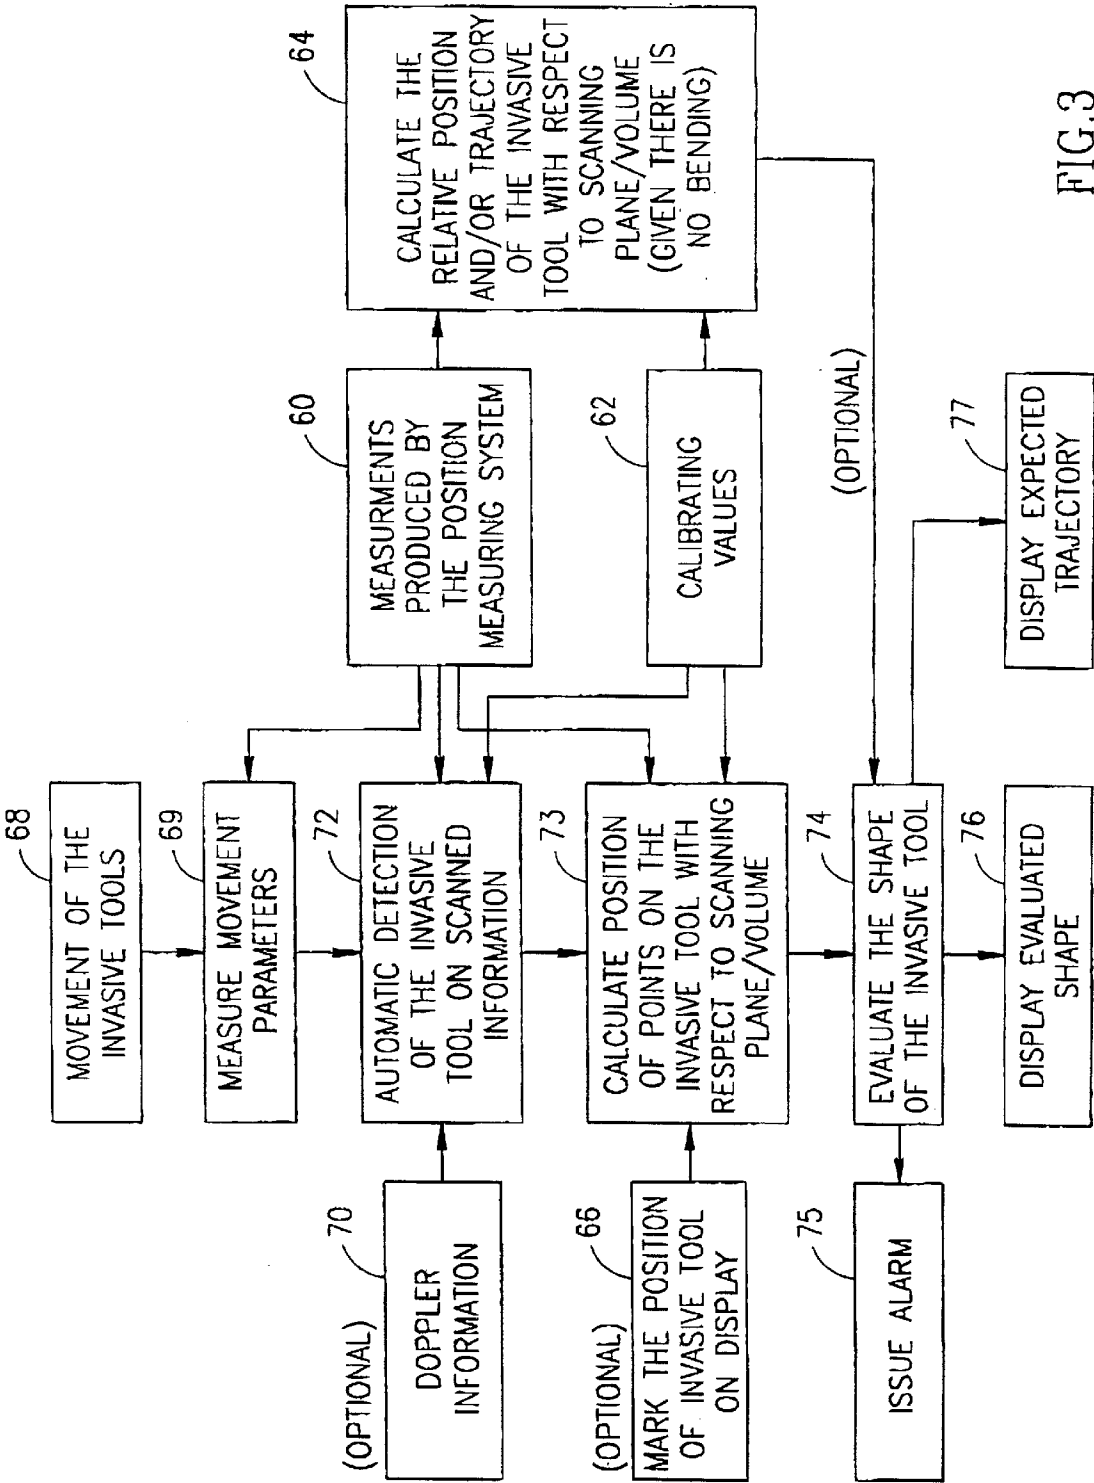 68
MOVEMENT OF THE
INVASIVE TOOLS
69
MEASURE MOVEMENT
PARAMETERS
60
MEASURMENTS
PRODUCED BY
THE POSITION
MEASURING SYSTEM
64
CALCULATE THE
RELATIVE POSITION
AND/OR TRAJECTORY
OF THE INVASIVE
TOOL WITH RESPECT
TO SCANNING
PLANE/VOLUME
(GIVEN THERE IS
NO BENDING)
(OPTIONAL)
70
DOPPLER
INFORMATION
72
AUTOMATIC DETECTION
OF THE INVASIVE
TOOL ON SCANNED
INFORMATION
62
CALIBRATING
VALUES
(OPTIONAL)
66
MARK THE POSITION
OF INVASIVE TOOL
ON DISPLAY
73
CALCULATE POSITION
OF POINTS ON THE
INVASIVE TOOL WITH
RESPECT TO SCANNING
PLANE/VOLUME
(OPTIONAL)
75
ISSUE ALARM
74
EVALUATE THE SHAPE
OF THE INVASIVE TOOL
76
DISPLAY EVALUATED
SHAPE
77
DISPLAY EXPECTED
TRAJECTORY
FIG.3